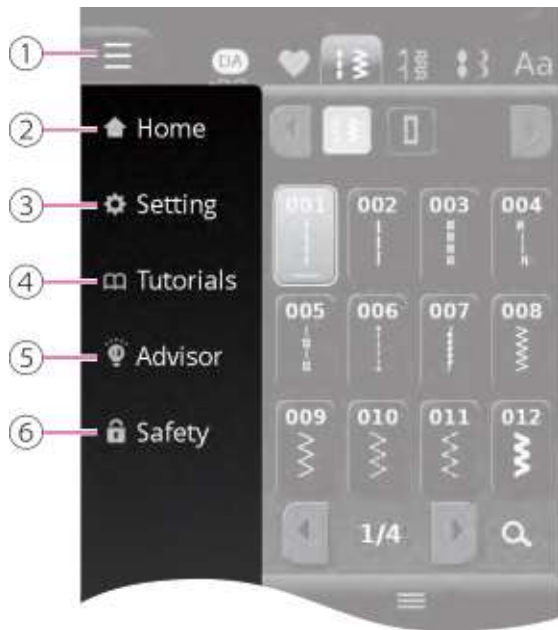 ①
DA
Aa
② Home
③ Setting
001 002 003 004
④ Tutorials
005 006 007 008
⑤ Advisor
009 010 011 012
⑥ Safety
1/4